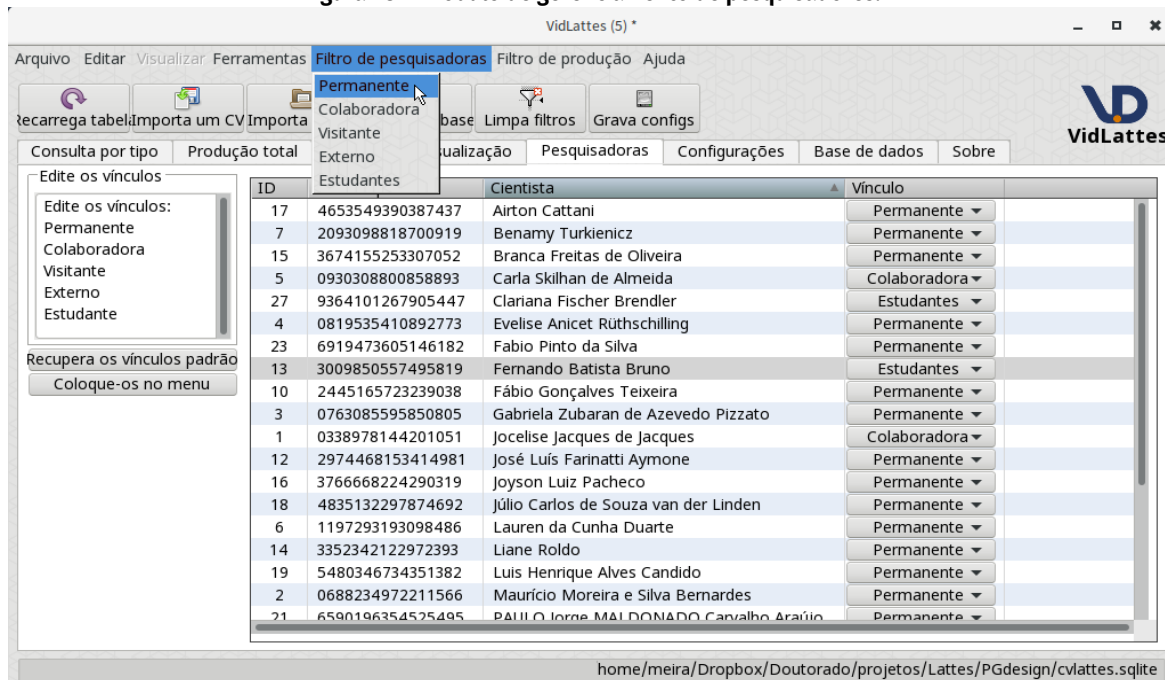 VidLattes (5) *
Arquivo Editar Visualizar Ferramentas Filtro de pesquisadoras Filtro de produção Ajuda
Permanente
Colaboradora
Visitante
Externo
Estudantes
Importa um CV Importa base Limpa filtros Grava configs
VidLattes
Consulta por tipo Produção total Pesquisadoras Configurações Base de dados Sobre
Edite os vínculos
Edite os vínculos:
Permanente
Colaboradora
Visitante
Externo
Estudante
Recupera os vínculos padrão
Coloque-os no menu
ID Cientista Vínculo
17 4653549390387437 Airton Cattani Permanente
7 2093098818700919 Benamy Turkienicz Permanente
15 3674155253307052 Branca Freitas de Oliveira Permanente
5 0930308800858893 Carla Skilhan de Almeida Colaboradora
27 9364101267905447 Clariana Fischer Brendler Estudantes
4 0819535410892773 Evelise Anicet Rüthschilling Permanente
23 6919473605146182 Fabio Pinto da Silva Permanente
13 3009850557495819 Fernando Batista Bruno Estudantes
10 2445165723239038 Fábio Gonçalves Teixeira Permanente
3 0763085595850805 Gabriela Zubaran de Azevedo Pizzato Permanente
1 0338978144201051 Jocelise Jacques de Jacques Colaboradora
12 2974468153414981 José Luís Farinatti Aymone Permanente
16 3766668224290319 Joyson Luiz Pacheco Permanente
18 4835132297874692 Júlio Carlos de Souza van der Linden Permanente
6 1197293193098486 Lauren da Cunha Duarte Permanente
14 3352342122972393 Liane Roldo Permanente
19 5480346734351382 Luis Henrique Alves Candido Permanente
2 0688234972211566 Maurício Moreira e Silva Bernardes Permanente
21 6590196354525495 PAULO Jorge MALDONADO Carvalho Araújo Permanente
home/meira/Dropbox/Doutorado/projetos/Lattes/PGdesign/cvlattes.sqlite